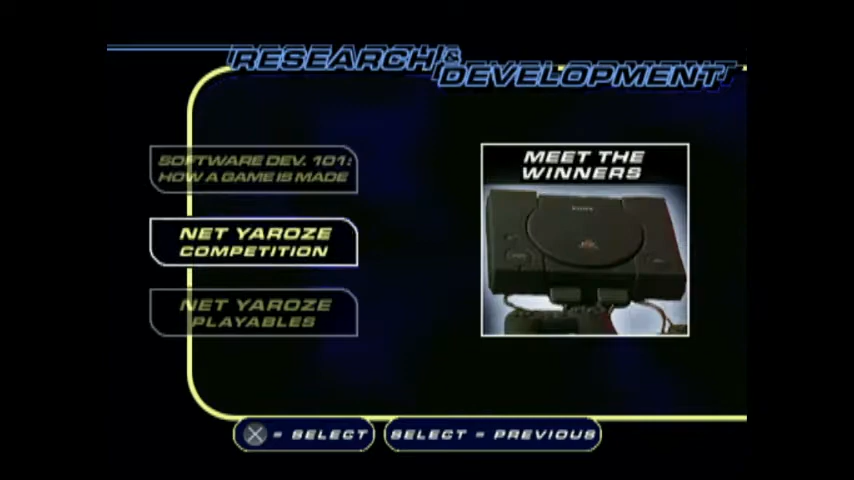 RESEARCH &
DEVELOPMENT
SOFTWARE DEV. 101:
HOW A GAME IS MADE
NET YAROZE
COMPETITION
NET YAROZE
PLAYABLES
MEET THE
WINNERS
SONY
= SELECT
SELECT = PREVIOUS